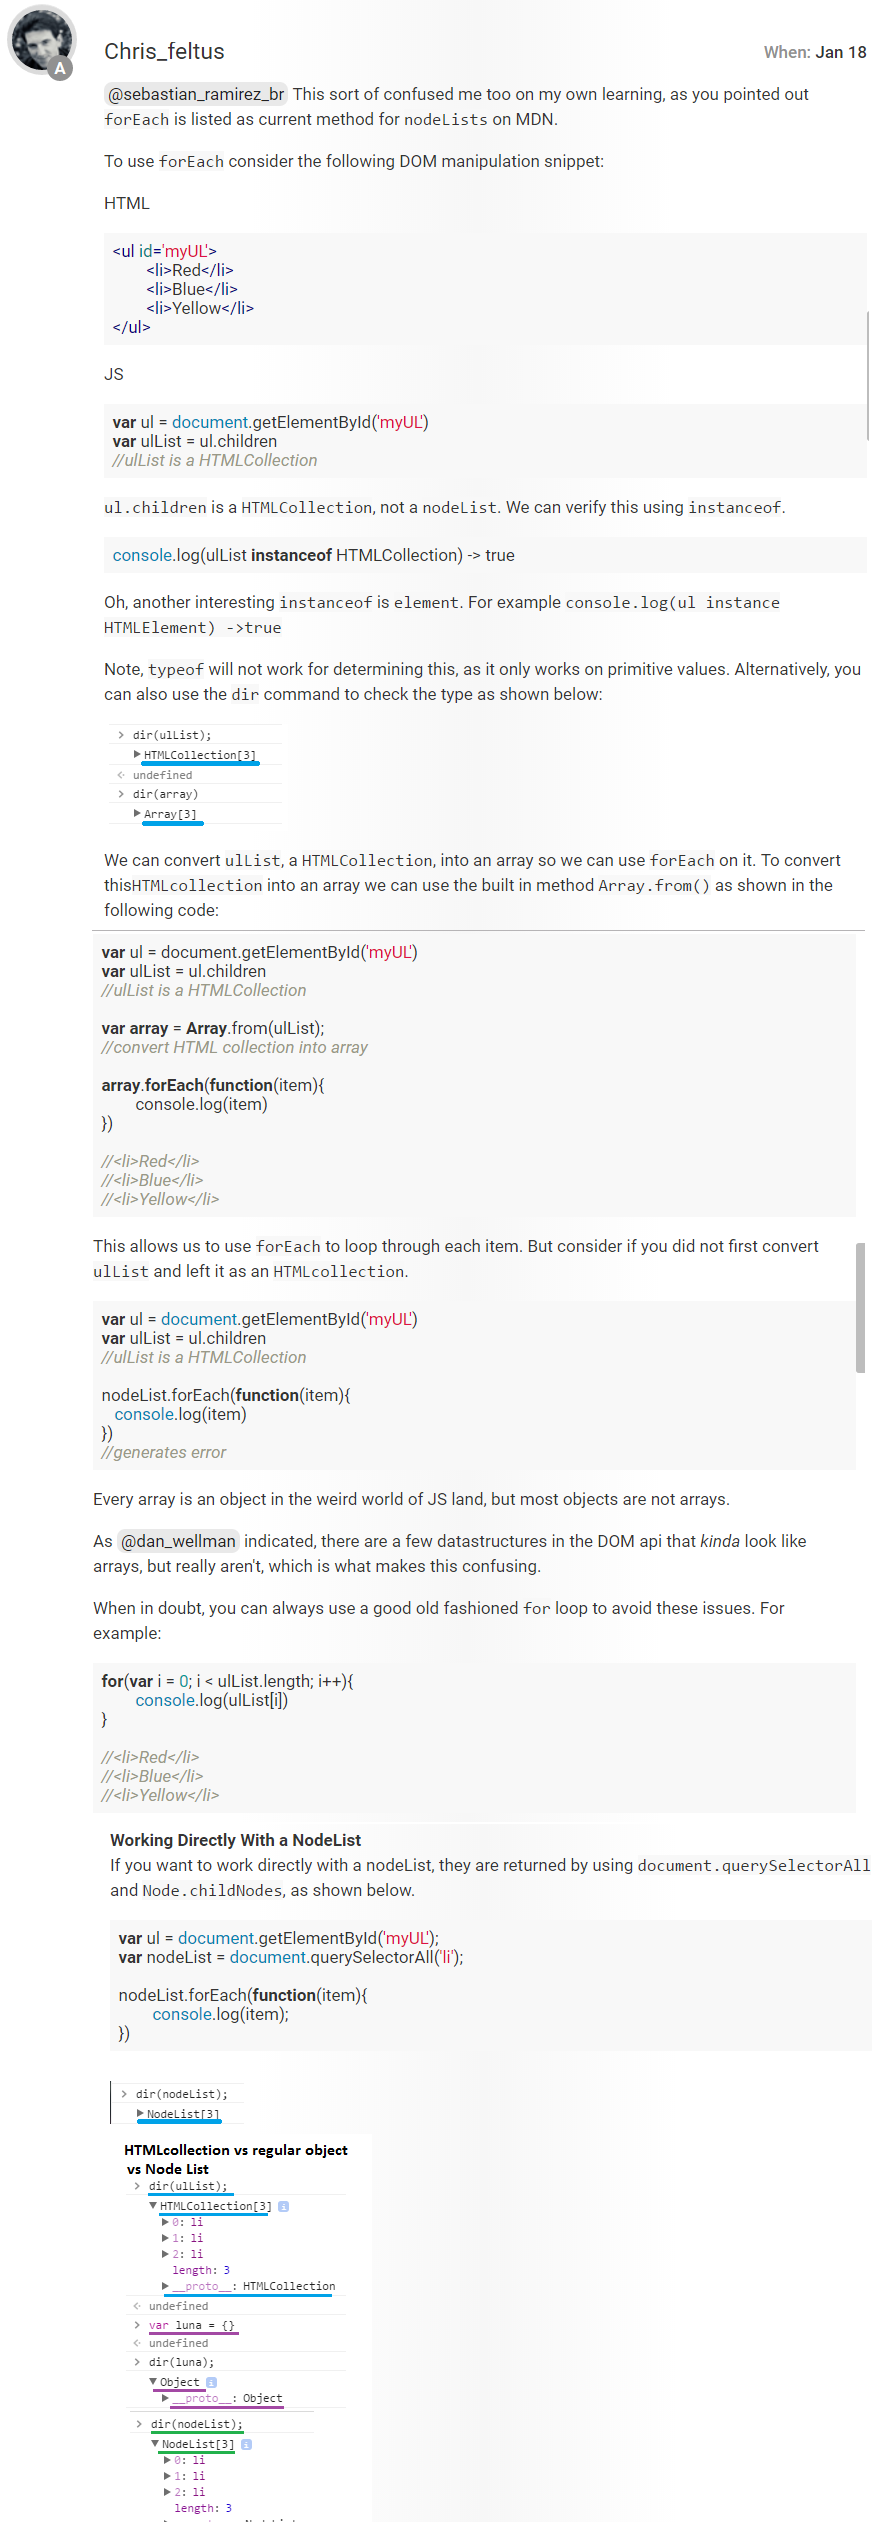 Chris_feltus
When: Jan 18
A
@sebastian_ramirez_br This sort of confused me too on my own learning, as you pointed out
forEach is listed as current method for nodeLists on MDN.
To use forEach consider the following DOM manipulation snippet:
HTML
<ul id='myUL'>
<li>Red</li>
<li>Blue</li>
<li>Yellow</li>
</ul>
JS
var ul = document.getElementById('myUL')
var ulList = ul.children
//ulList is a HTMLCollection
ul.children is a HTMLCollection, not a nodeList. We can verify this using instanceof.
console.log(ulList instanceof HTMLCollection) -> true
Oh, another interesting instanceof is element. For example console.log(ul instance
HTMLElement) ->true
Note, typeof will not work for determining this, as it only works on primitive values. Alternatively, you
can also use the dir command to check the type as shown below:
> dir(ulList);
▶ HTMLCollection[3]
<· undefined
> dir(array)
▶ Array[3]
We can convert ulList, a HTMLCollection, into an array so we can use forEach on it. To convert
thisHTMLcollection into an array we can use the built in method Array.from() as shown in the
following code:
var ul = document.getElementById('myUL')
var ulList = ul.children
//ulList is a HTMLCollection
var array = Array.from(ulList);
//convert HTML collection into array
array.forEach(function(item){
console.log(item)
})
//<li>Red</li>
//<li>Blue</li>
//<li>Yellow</li>
This allows us to use forEach to loop through each item. But consider if you did not first convert
ulList and left it as an HTMLcollection.
var ul = document.getElementById('myUL')
var ulList = ul.children
//ulList is a HTMLCollection
nodeList.forEach(function(item){
console.log(item)
})
//generates error
Every array is an object in the weird world of JS land, but most objects are not arrays.
As @dan_wellman indicated, there are a few datastructures in the DOM api that kinda look like
arrays, but really aren't, which is what makes this confusing.
When in doubt, you can always use a good old fashioned for loop to avoid these issues. For
example:
for(var i = 0; i < ulList.length; i++){
console.log(ulList[i])
}
//<li>Red</li>
//<li>Blue</li>
//<li>Yellow</li>
Working Directly With a NodeList
If you want to work directly with a nodeList, they are returned by using document.querySelectorAll
and Node.childNodes, as shown below.
var ul = document.getElementById('myUL');
var nodeList = document.querySelectorAll('li');
nodeList.forEach(function(item){
console.log(item);
})
> dir(nodeList);
▶ NodeList[3]
HTMLcollection vs regular object
vs Node List
> dir(ulList);
▼ HTMLCollection[3] i
▶ 0: li
▶ 1: li
▶ 2: li
length: 3
▶ __proto__: HTMLCollection
<· undefined
> var luna = {}
<· undefined
> dir(luna);
▼ Object i
▶ __proto__: Object
> dir(nodeList);
▼ NodeList[3] i
▶ 0: li
▶ 1: li
▶ 2: li
length: 3